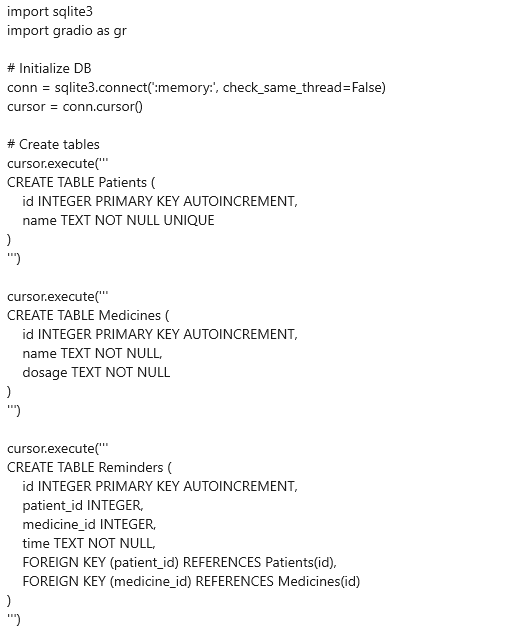 import sqlite3
import gradio as gr
# Initialize DB
conn = sqlite3.connect(':memory:', check_same_thread=False)
cursor = conn.cursor()
# Create tables
cursor.execute('''
CREATE TABLE Patients (
    id INTEGER PRIMARY KEY AUTOINCREMENT,
    name TEXT NOT NULL UNIQUE
)
''')
cursor.execute('''
CREATE TABLE Medicines (
    id INTEGER PRIMARY KEY AUTOINCREMENT,
    name TEXT NOT NULL,
    dosage TEXT NOT NULL
)
''')
cursor.execute('''
CREATE TABLE Reminders (
    id INTEGER PRIMARY KEY AUTOINCREMENT,
    patient_id INTEGER,
    medicine_id INTEGER,
    time TEXT NOT NULL,
    FOREIGN KEY (patient_id) REFERENCES Patients(id),
    FOREIGN KEY (medicine_id) REFERENCES Medicines(id)
)
''')